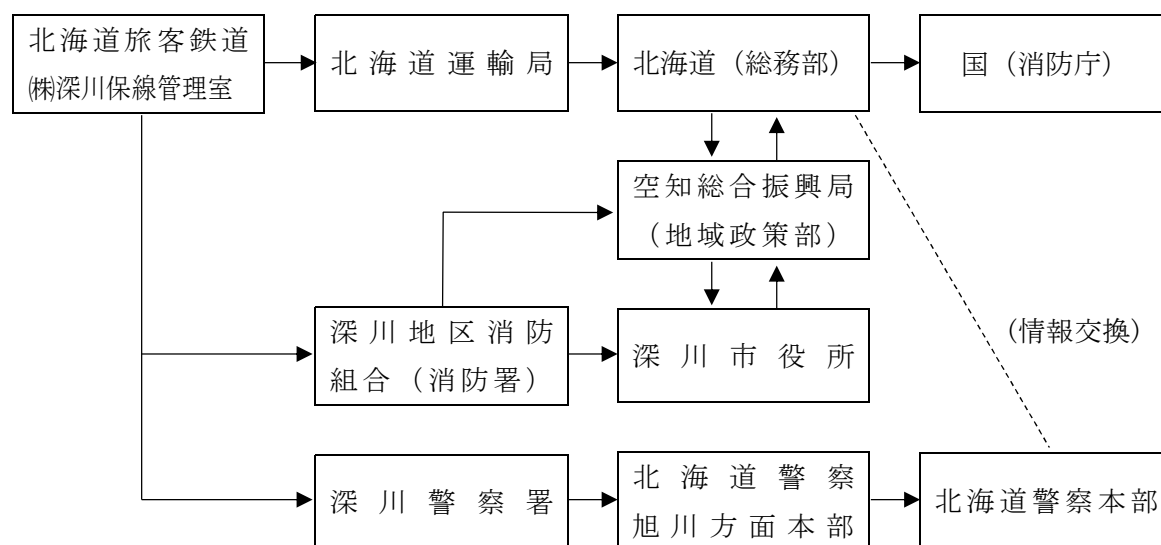 北海道旅客鉄道
㈱深川保線管理室
北海道運輸局
北海道（総務部）
国（消防庁）
空知総合振興局
（地域政策部）
深川地区消防
組合（消防署）
深川市役所
(情報交換)
深川警察署
北海道警察
旭川方面本部
北海道警察本部